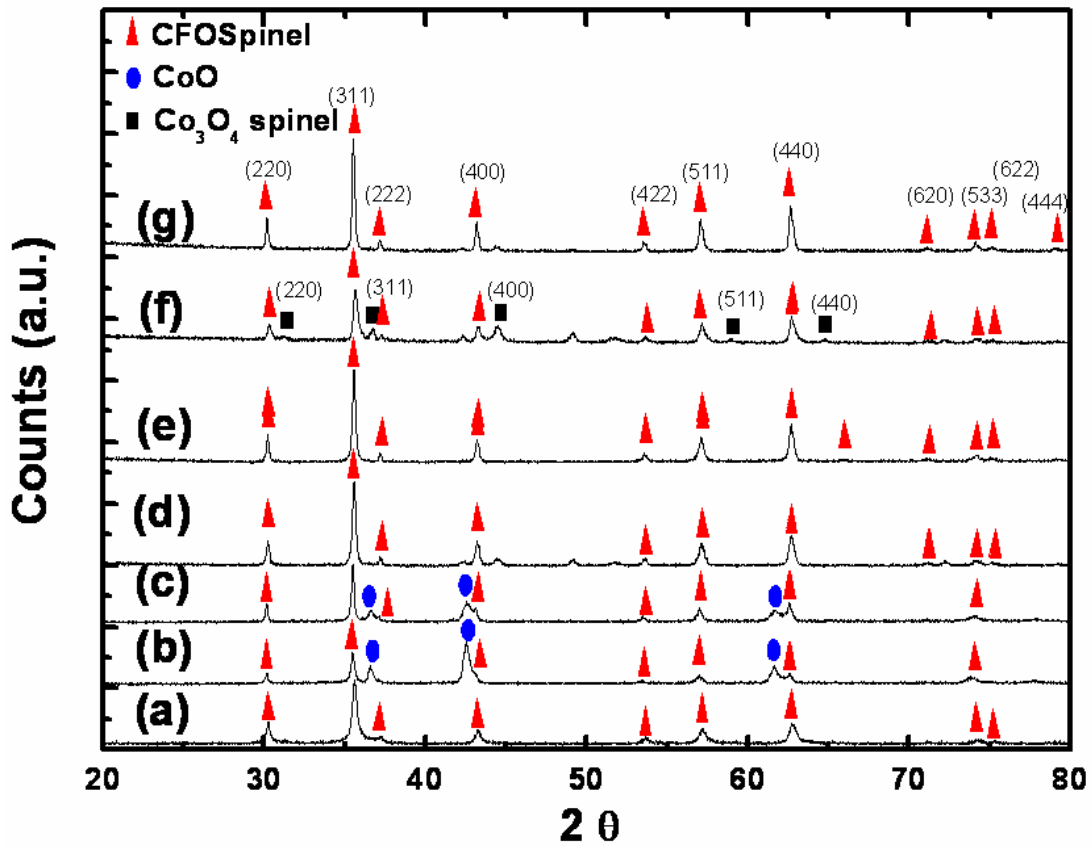 CFOSpinel
CoO
Co3O4 spinel
(311)
(220)
(222)
(400)
(422)
(511)
(440)
(620)
(533)
(622)
(444)
(g)
(220)
(311)
(400)
(511)
(440)
(f)
(e)
(d)
(c)
(b)
(a)
Counts (a.u.)
20 30 40 50 60 70 80
2 θ